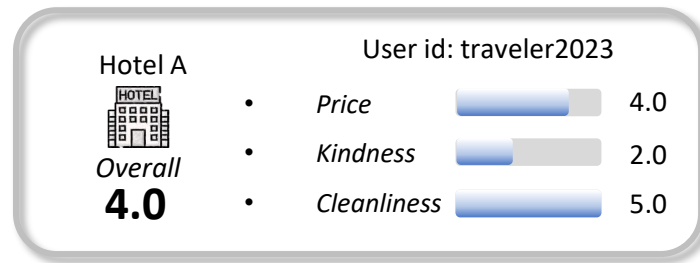 User id: traveler2023
Hotel A
HOTEL
Overall
4.0
• Price 4.0
• Kindness 2.0
• Cleanliness 5.0